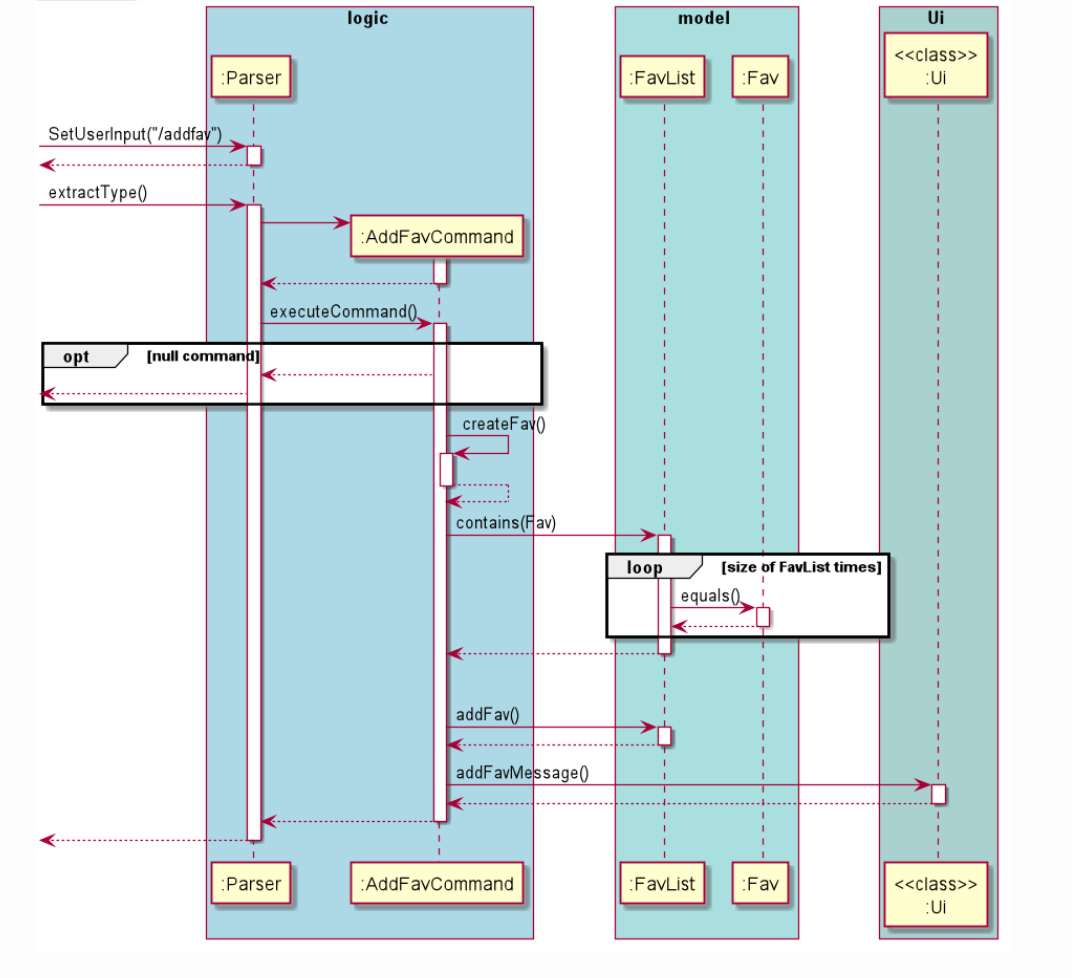 logic
model
Ui
:Parser
:FavList
:Fav
<<class>>
:Ui
SetUserInput("/addfav")
extractType()
:AddFavCommand
executeCommand()
opt
[null command]
createFav()
contains(Fav)
loop
[size of FavList times]
equals()
addFav()
addFavMessage()
:Parser
:AddFavCommand
:FavList
:Fav
<<class>>
:Ui